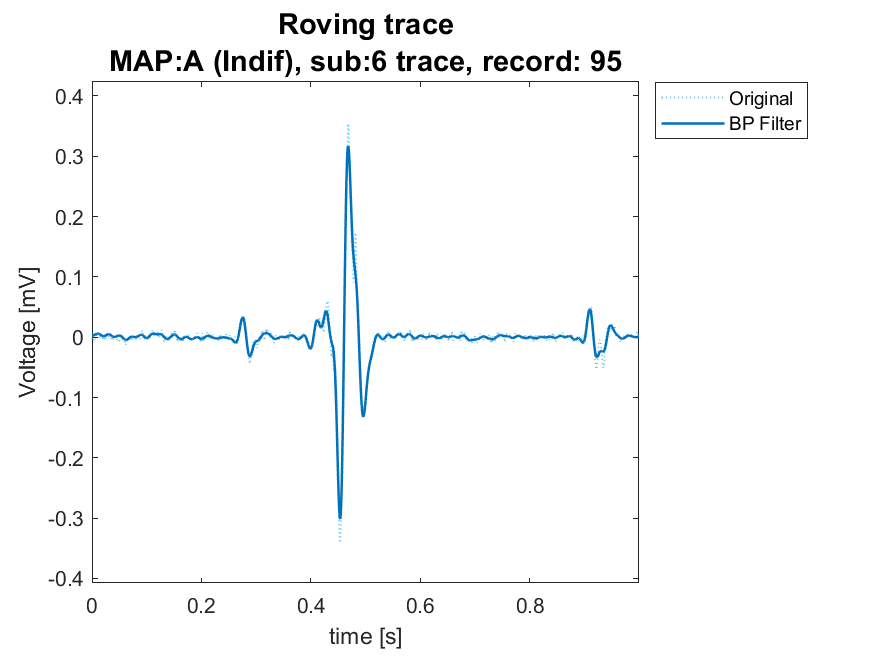 Roving trace
MAP:A (Indif), sub:6 trace, record: 95
Original
BP Filter
0.4
0.3
0.2
0.1
0
-0.1
-0.2
-0.3
-0.4
Voltage [mV]
0 0.2 0.4 0.6 0.8
time [s]